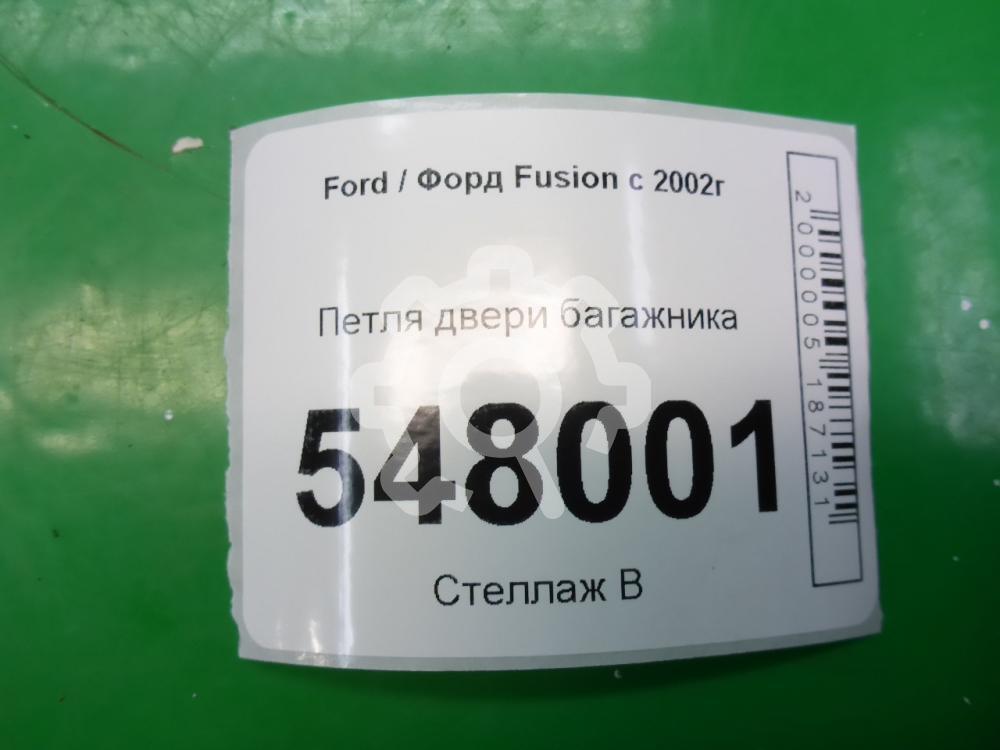 Ford / Форд Fusion с 2002г
Петля двери багажника
548001
Стеллаж В
2000005187131